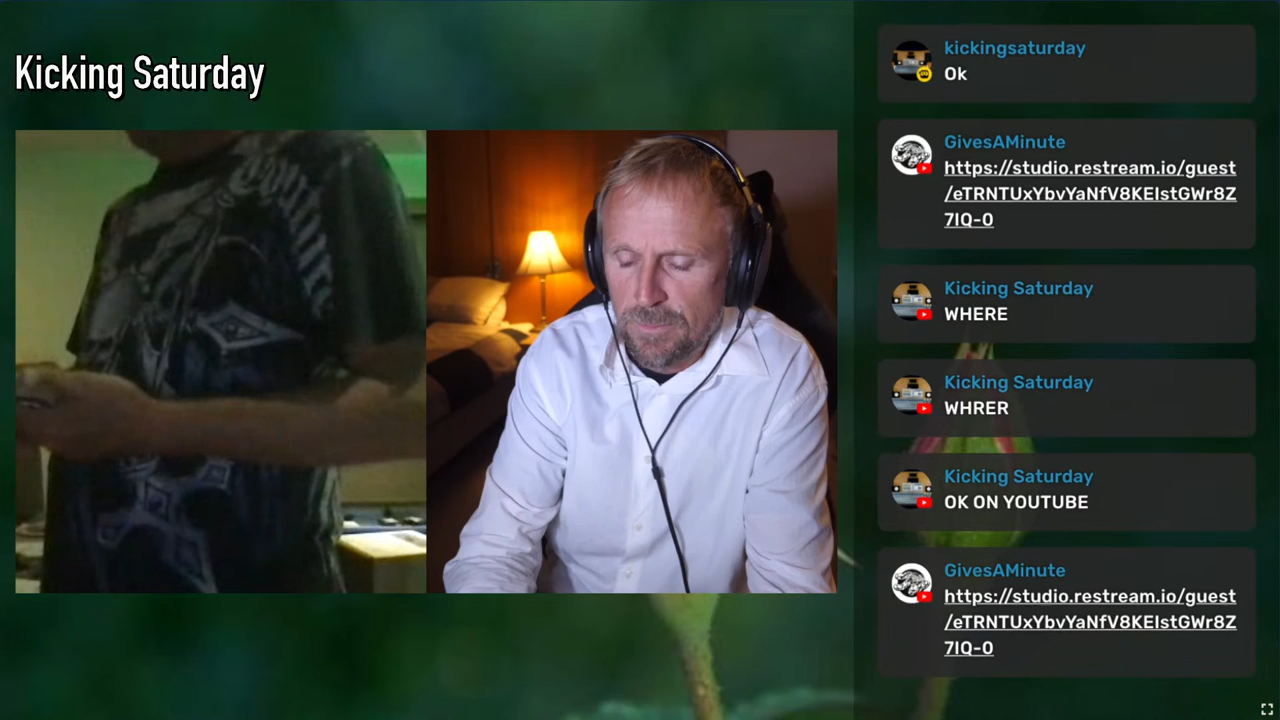 Kicking Saturday
kickingsaturday
Ok
GivesAMinute
https://studio.restream.io/guest
/eTRNTUxYbvYaNfV8KEIstGWr8Z
7IQ-0
Kicking Saturday
WHERE
Kicking Saturday
WHRER
Kicking Saturday
OK ON YOUTUBE
GivesAMinute
https://studio.restream.io/guest
/eTRNTUxYbvYaNfV8KEIstGWr8Z
7IQ-0